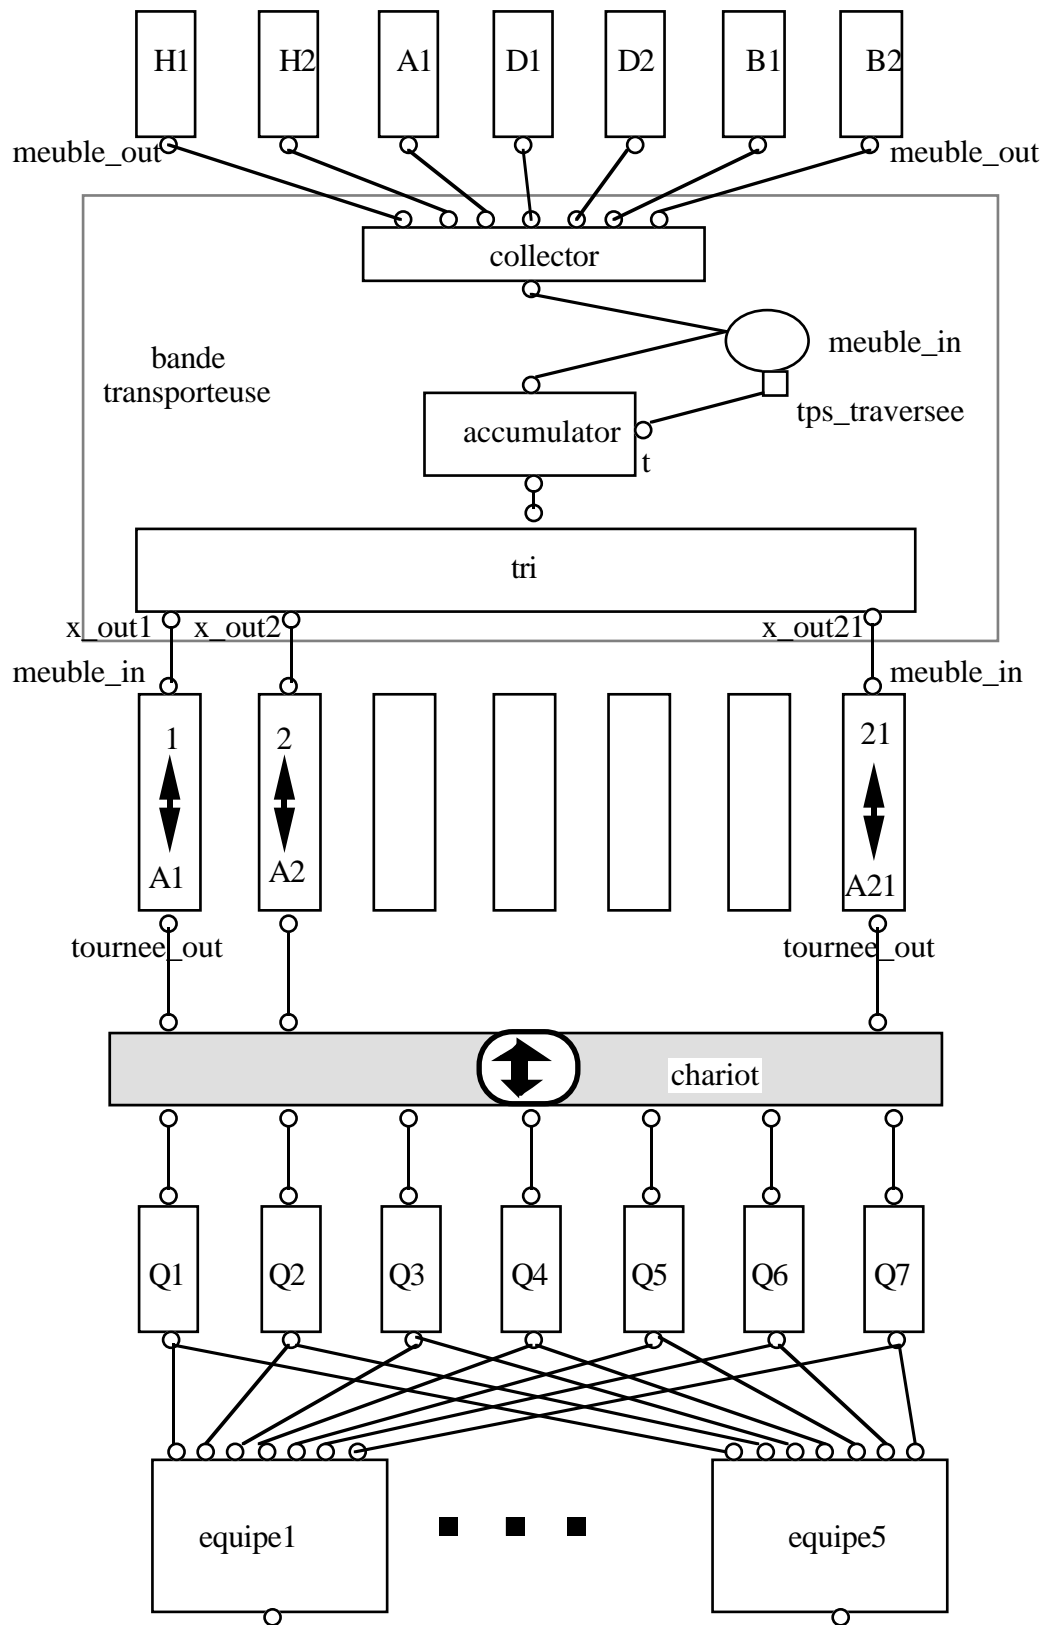 H1 H2 A1 D1 D2 B1 B2
meuble_out meuble_out
collector
meuble_in
bande
transporteuse
tps_traversee
accumulator
t
tri
x_out1 x_out2 x_out21
meuble_in meuble_in
1 2 21
A1 A2 A21
tournee_out tournee_out
chariot
Q1 Q2 Q3 Q4 Q5 Q6 Q7
equipe1 equipe5